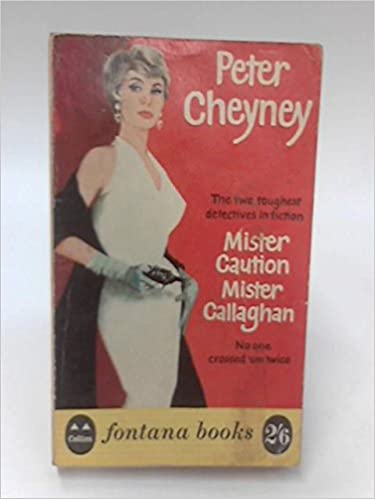 Peter
Cheyney
The two toughest
detectives in fiction
Mister
Caution
Mister
Callaghan
No one
crossed 'em twice
Collins
fontana books
2/6